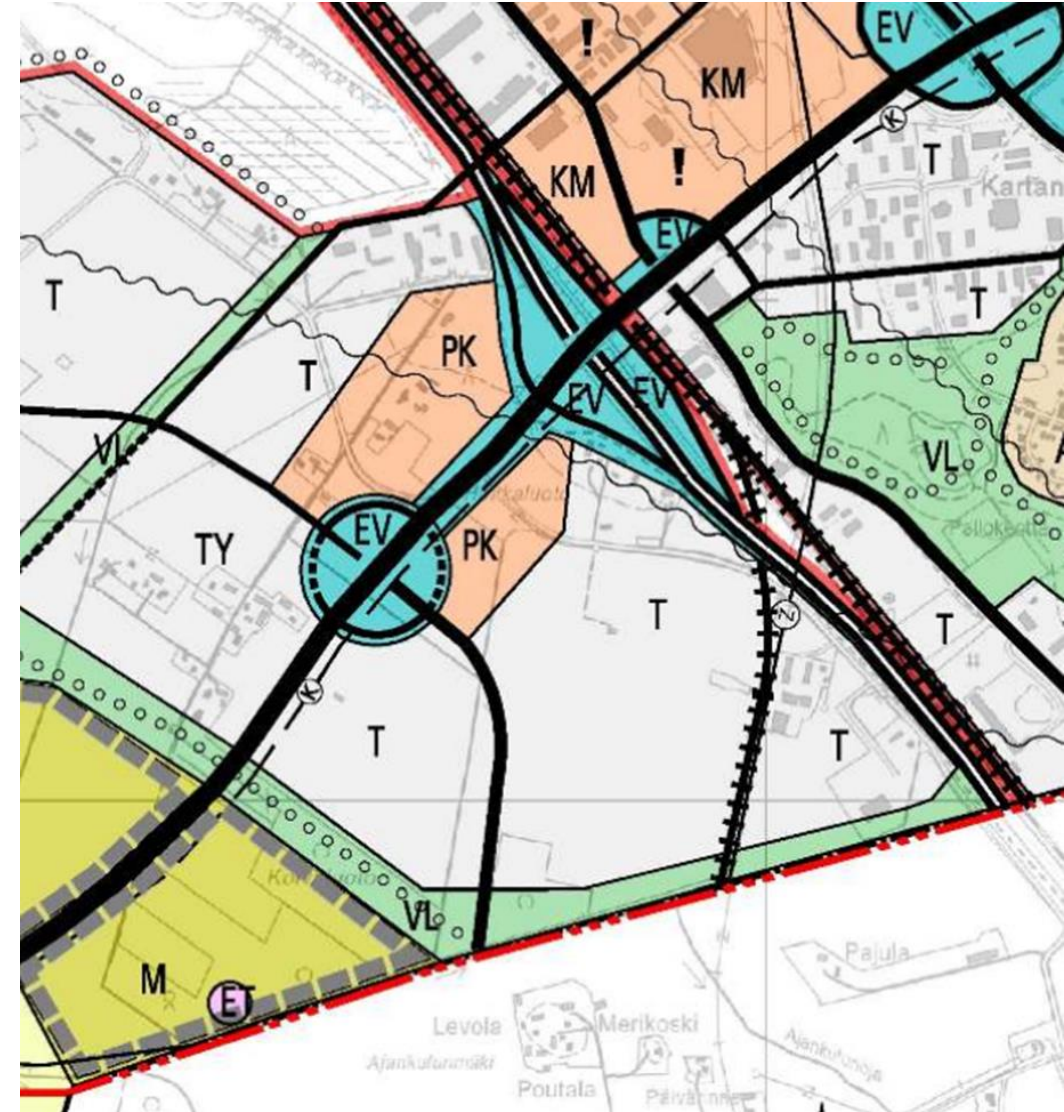 EV
!
KM
K
T
!
KM
Kartan
EV
T
T
PK
T
EV
EV
VL
VL
A
EV
TY
PK
T
Z
T
K
T
T
VL
M
ET
Pajula
Levola
Merikoski
Ajankulunmäki
Ajankulunoja
Poutala